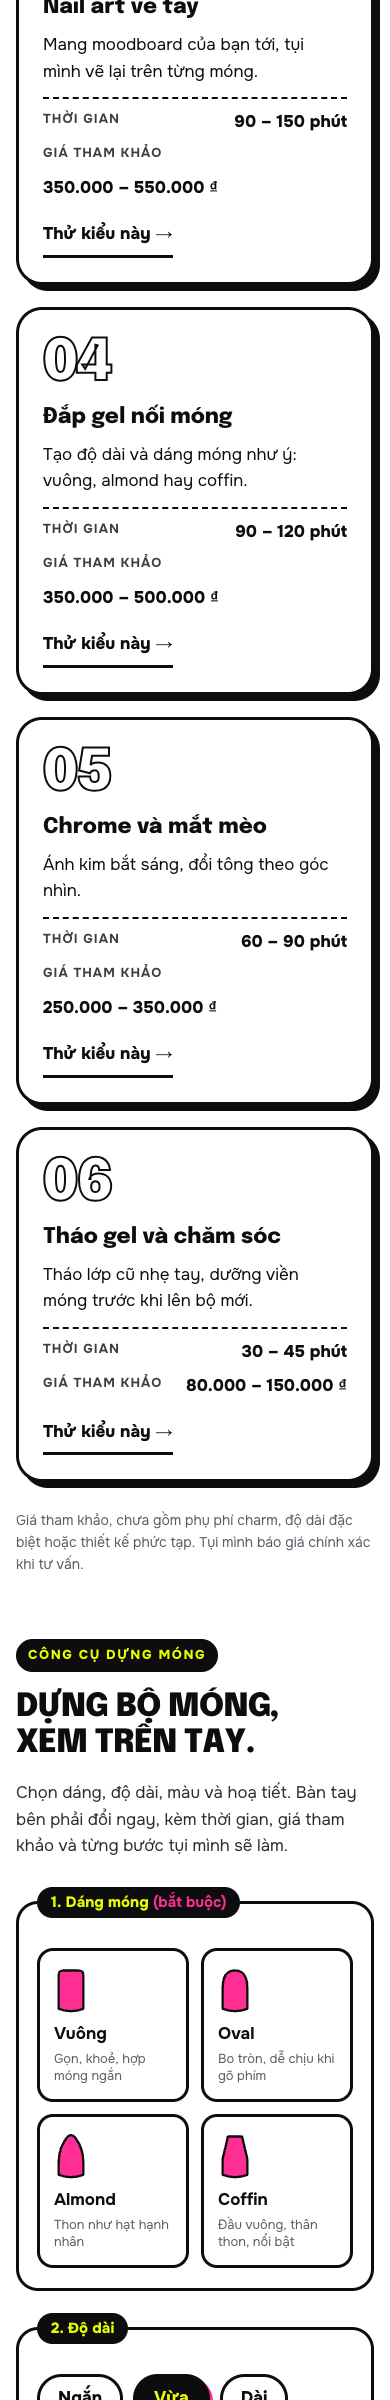 Nail art vẽ tay
Mang moodboard của bạn tới, tụi
mình vẽ lại trên từng móng.
THỜI GIAN
90 – 150 phút
GIÁ THAM KHẢO
350.000 – 550.000 ₫
Thử kiểu này →
04
Đắp gel nối móng
Tạo độ dài và dáng móng như ý:
vuông, almond hay coffin.
THỜI GIAN
90 – 120 phút
GIÁ THAM KHẢO
350.000 – 500.000 ₫
Thử kiểu này →
05
Chrome và mắt mèo
Ánh kim bắt sáng, đổi tông theo góc
nhìn.
THỜI GIAN
60 – 90 phút
GIÁ THAM KHẢO
250.000 – 350.000 ₫
Thử kiểu này →
06
Tháo gel và chăm sóc
Tháo lớp cũ nhẹ tay, dưỡng viền
móng trước khi lên bộ mới.
THỜI GIAN
30 – 45 phút
GIÁ THAM KHẢO
80.000 – 150.000 ₫
Thử kiểu này →
Giá tham khảo, chưa gồm phụ phí charm, độ dài đặc
biệt hoặc thiết kế phức tạp. Tụi mình báo giá chính xác
khi tư vấn.
CÔNG CỤ DỰNG MÓNG
DỰNG BỘ MÓNG,
XEM TRÊN TAY.
Chọn dáng, độ dài, màu và hoạ tiết. Bàn tay
bên phải đổi ngay, kèm thời gian, giá tham
khảo và từng bước tụi mình sẽ làm.
1. Dáng móng (bắt buộc)
Vuông
Gọn, khoẻ, hợp
móng ngắn
Oval
Bo tròn, dễ chịu khi
gõ phím
Almond
Thon như hạt hạnh
nhân
Coffin
Đầu vuông, thân
thon, nổi bật
2. Độ dài
Ngắn
Vừa
Dài